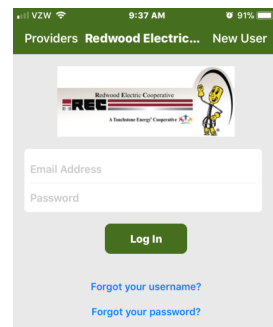 VZW 9:37 AM 91%
Providers Redwood Electric... New User
Redwood Electric Cooperative
REC
A Touchstone Energy® Cooperative
Email Address
Password
Log In
Forgot your username?
Forgot your password?